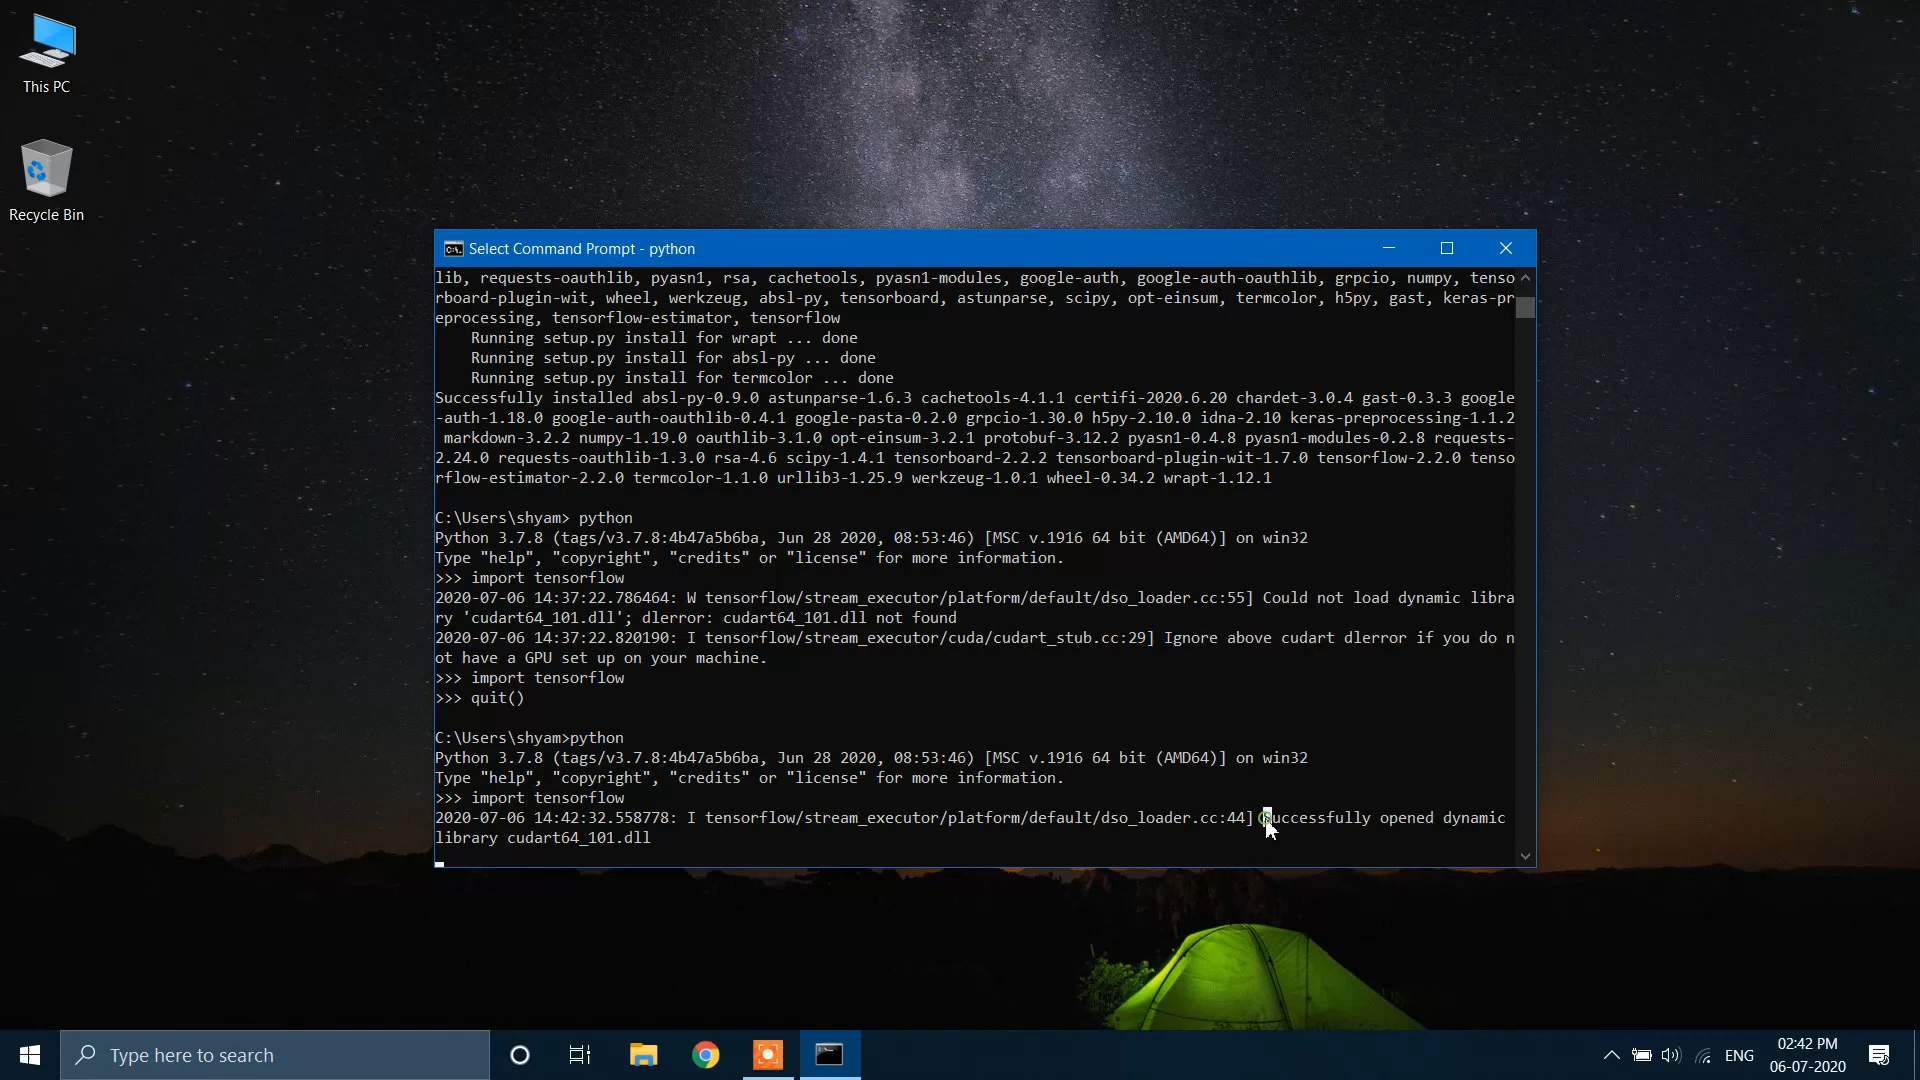 This PC
Recycle Bin
Select Command Prompt - python
lib, requests-oauthlib, pyasn1, rsa, cachetools, pyasn1-modules, google-auth, google-auth-oauthlib, grpcio, numpy, tenso
rboard-plugin-wit, wheel, werkzeug, absl-py, tensorboard, astunparse, scipy, opt-einsum, termcolor, h5py, gast, keras-pr
eprocessing, tensorflow-estimator, tensorflow
Running setup.py install for wrapt ... done
Running setup.py install for absl-py ... done
Running setup.py install for termcolor ... done
Successfully installed absl-py-0.9.0 astunparse-1.6.3 cachetools-4.1.1 certifi-2020.6.20 chardet-3.0.4 gast-0.3.3 google
-auth-1.18.0 google-auth-oauthlib-0.4.1 google-pasta-0.2.0 grpcio-1.30.0 h5py-2.10.0 idna-2.10 keras-preprocessing-1.1.2
markdown-3.2.2 numpy-1.19.0 oauthlib-3.1.0 opt-einsum-3.2.1 protobuf-3.12.2 pyasn1-0.4.8 pyasn1-modules-0.2.8 requests-
2.24.0 requests-oauthlib-1.3.0 rsa-4.6 scipy-1.4.1 tensorboard-2.2.2 tensorboard-plugin-wit-1.7.0 tensorflow-2.2.0 tenso
rflow-estimator-2.2.0 termcolor-1.1.0 urllib3-1.25.9 werkzeug-1.0.1 wheel-0.34.2 wrapt-1.12.1
C:\Users\shyam> python
Python 3.7.8 (tags/v3.7.8:4b47a5b6ba, Jun 28 2020, 08:53:46) [MSC v.1916 64 bit (AMD64)] on win32
Type "help", "copyright", "credits" or "license" for more information.
>>> import tensorflow
2020-07-06 14:37:22.786464: W tensorflow/stream_executor/platform/default/dso_loader.cc:55] Could not load dynamic libra
ry 'cudart64_101.dll'; dlerror: cudart64_101.dll not found
2020-07-06 14:37:22.820190: I tensorflow/stream_executor/cuda/cudart_stub.cc:29] Ignore above cudart dlerror if you do n
ot have a GPU set up on your machine.
>>> import tensorflow
>>> quit()
C:\Users\shyam>python
Python 3.7.8 (tags/v3.7.8:4b47a5b6ba, Jun 28 2020, 08:53:46) [MSC v.1916 64 bit (AMD64)] on win32
Type "help", "copyright", "credits" or "license" for more information.
>>> import tensorflow
2020-07-06 14:42:32.558778: I tensorflow/stream_executor/platform/default/dso_loader.cc:44] Successfully opened dynamic
library cudart64_101.dll
Type here to search
ENG
02:42 PM
06-07-2020